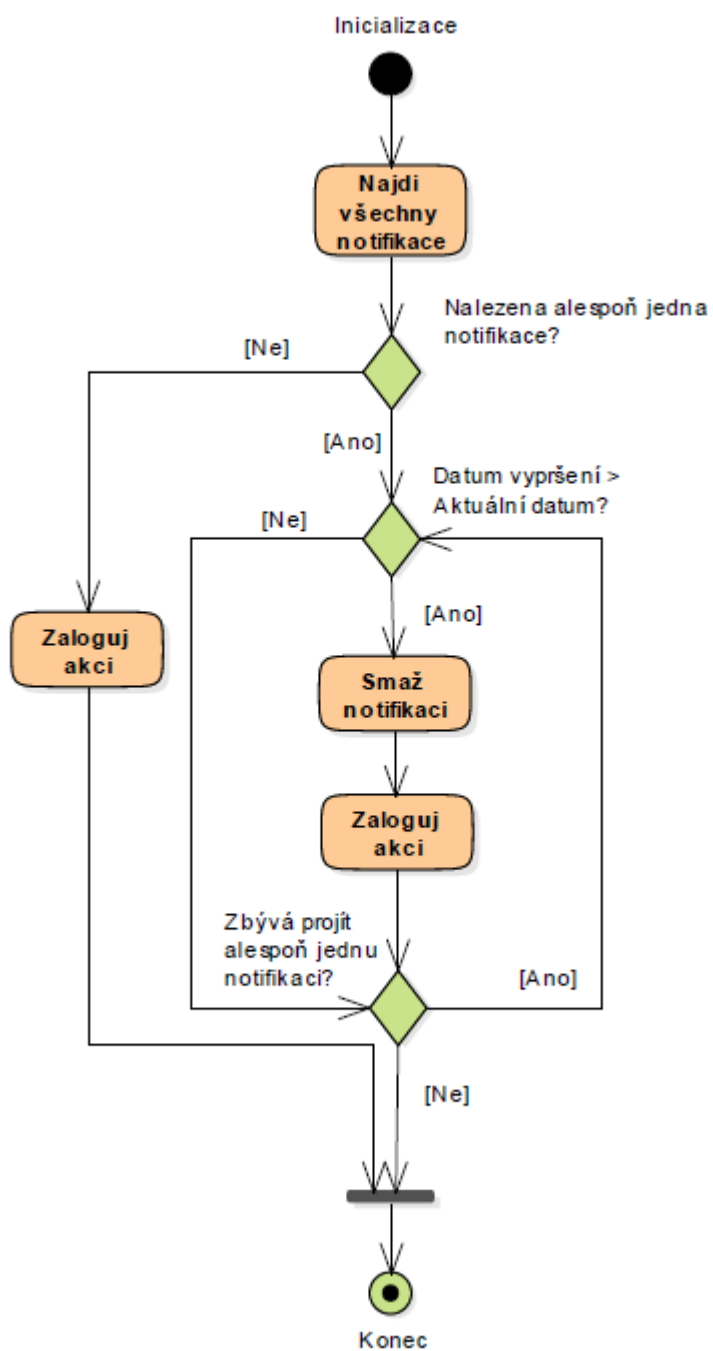 Inicializace
Najdi
všechny
notifikace
Nalezena alespoň jedna
notifikace?
[Ne]
[Ano]
Datum vypršení >
Aktuální datum?
[Ne]
[Ano]
Zaloguj
akci
Smaž
notifikaci
Zaloguj
akci
Zbývá projít
alespoň jednu
notifikaci?
[Ano]
[Ne]
Konec